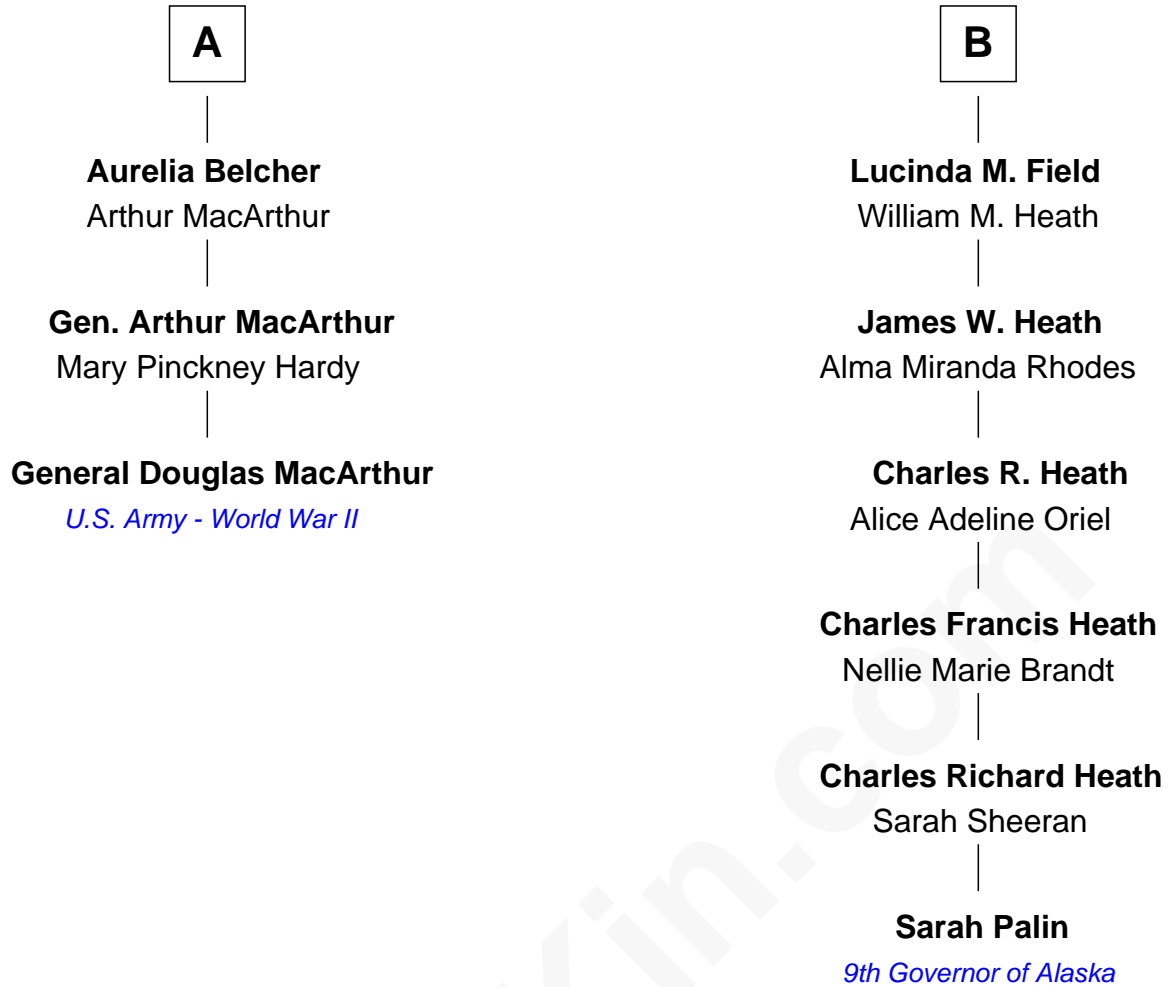 A
Aurelia Belcher
Arthur MacArthur
Gen. Arthur MacArthur
Mary Pinckney Hardy
General Douglas MacArthur
U.S. Army - World War II
B
Lucinda M. Field
William M. Heath
James W. Heath
Alma Miranda Rhodes
Charles R. Heath
Alice Adeline Oriel
Charles Francis Heath
Nellie Marie Brandt
Charles Richard Heath
Sarah Sheeran
Sarah Palin
9th Governor of Alaska
Kin.com